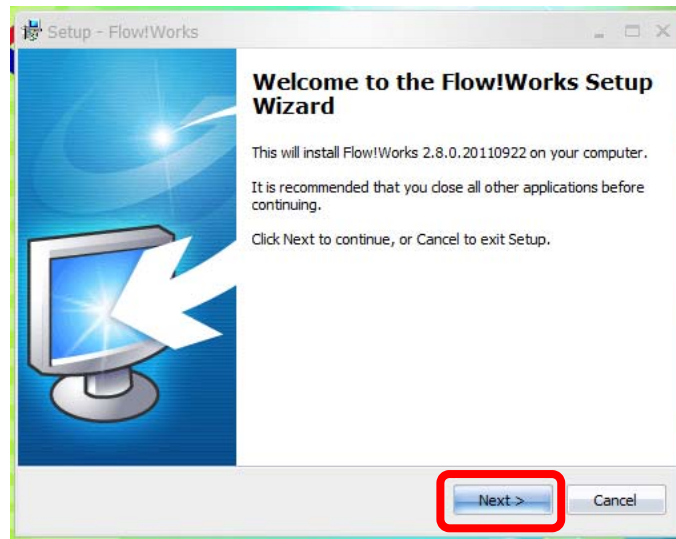 Setup - Flow!Works
Welcome to the Flow!Works Setup
Wizard
This will install Flow!Works 2.8.0.20110922 on your computer.
It is recommended that you close all other applications before
continuing.
Click Next to continue, or Cancel to exit Setup.
Next > Cancel